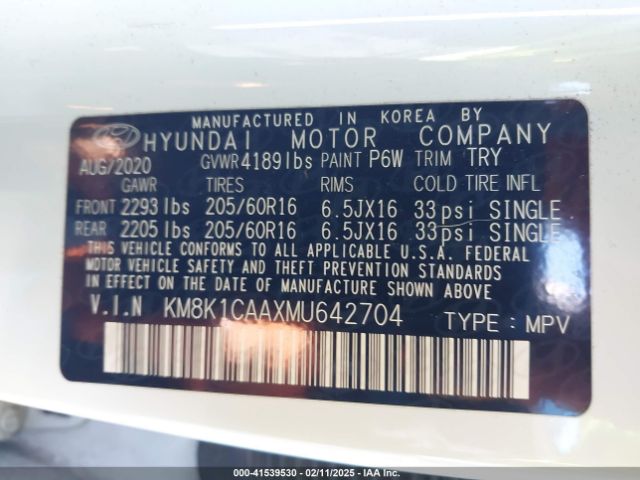 MANUFACTURED IN KOREA BY
HYUNDAI MOTOR COMPANY
AUG/2020 GVWR 4189 lbs PAINT P6W TRIM TRY
GAWR TIRES RIMS COLD TIRE INFL
FRONT 2293 lbs 205/60R16 6.5JX16 33psi SINGLE
REAR 2205 lbs 205/60R16 6.5JX16 33psi SINGLE
THIS VEHICLE CONFORMS TO ALL APPLICABLE U.S.A. FEDERAL
MOTOR VEHICLE SAFETY AND THEFT PREVENTION STANDARDS
IN EFFECT ON THE DATE OF MANUFACTURE SHOWN ABOVE.
V.I.N KM8K1CAAXMU642704 TYPE : MPV
000-41539530 - 02/11/2025 - IAA Inc.